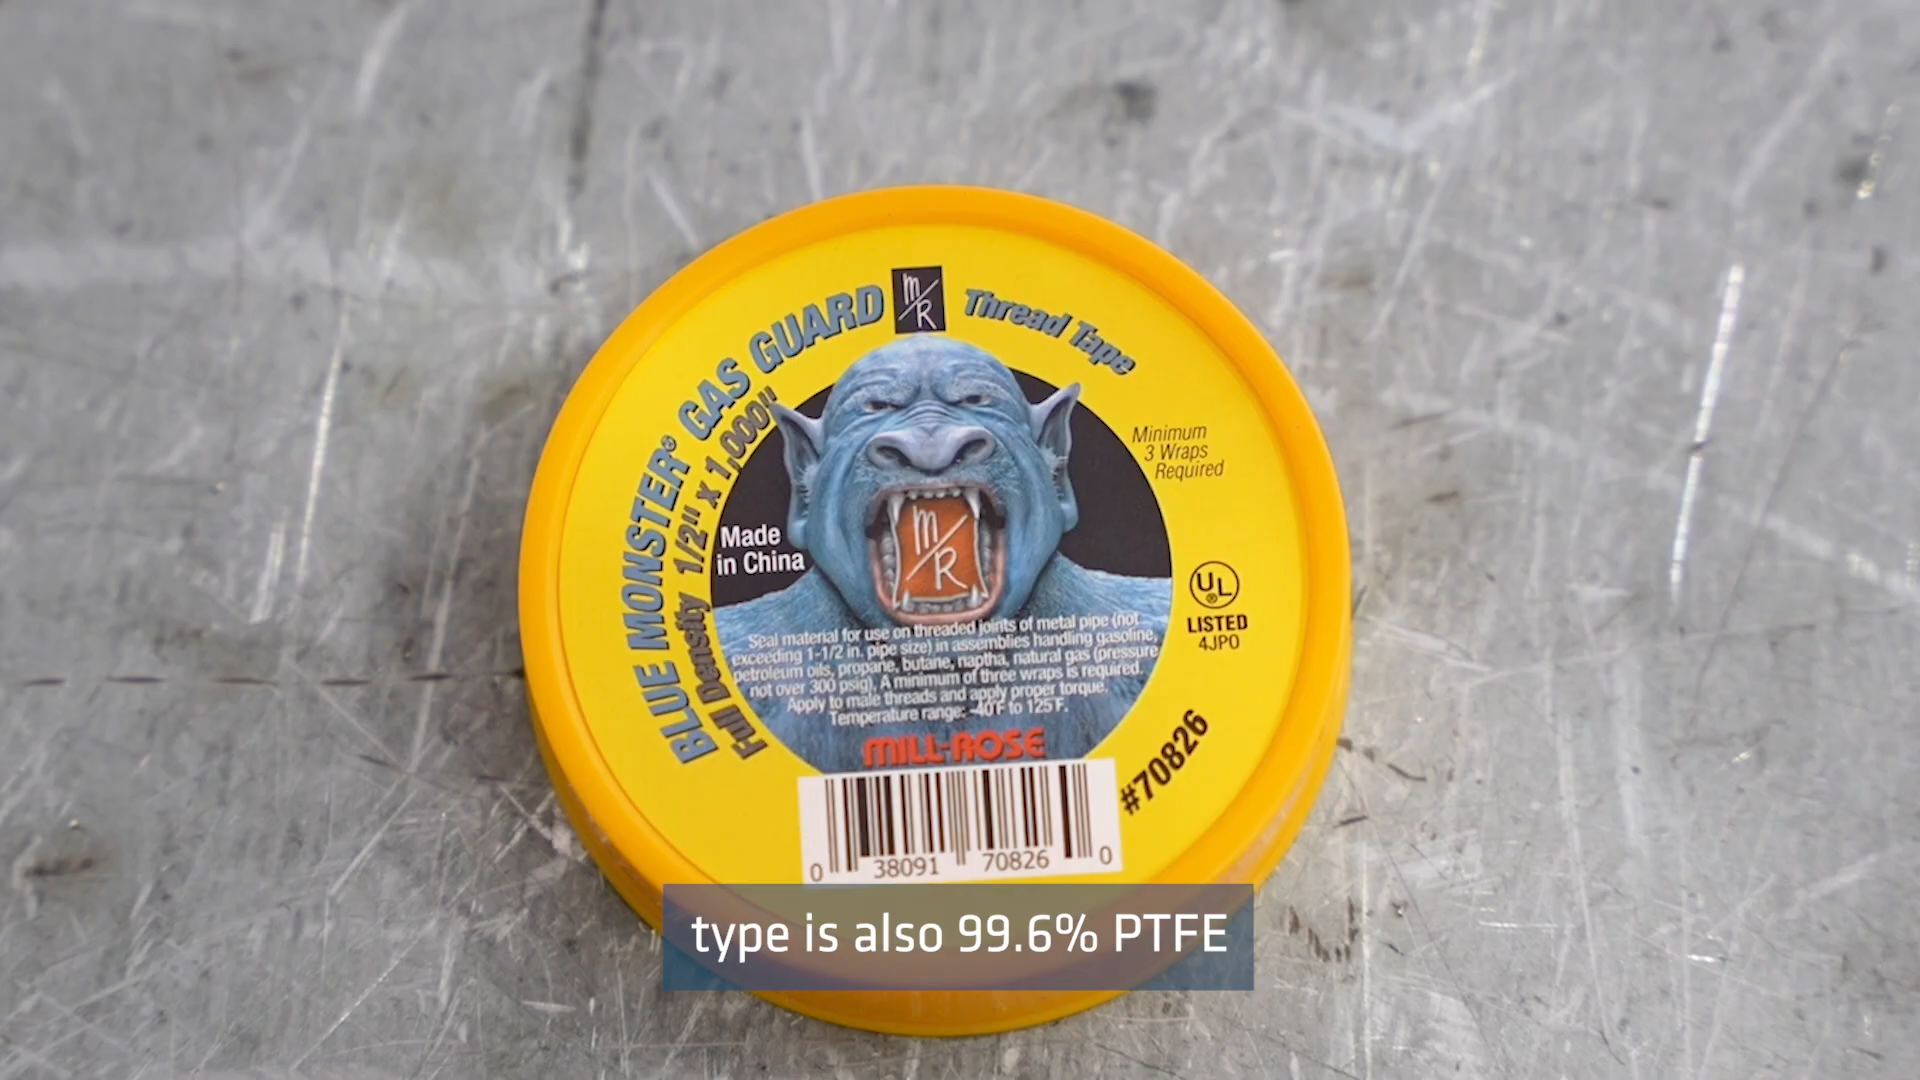 BLUE MONSTER® GAS GUARD
m/R
Thread Tape
Full Density 1/2" x 1,000"
Minimum
3 Wraps
Required
Made
in China
m/R
UL®
LISTED
4JPO
Seal material for use on threaded joints of metal pipe (not
exceeding 1-1/2 in. pipe size) in assemblies handling gasoline,
petroleum oils, propane, butane, naptha, natural gas (pressure
not over 300 psig). A minimum of three wraps is required.
Apply to male threads and apply proper torque.
Temperature range: -40°F to 125°F.
MILL-ROSE
#70826
0 38091 70826 0
type is also 99.6% PTFE